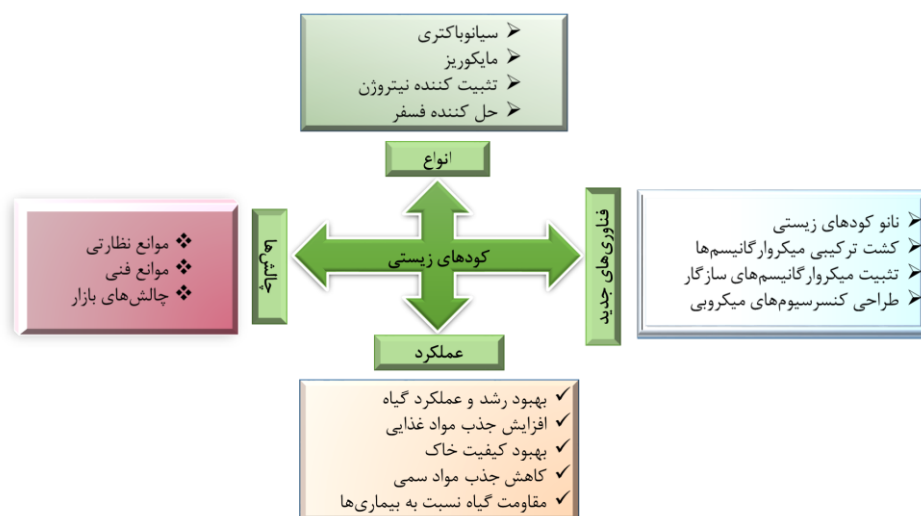 سیانوباکتری
مایکوریز
تثبیت کننده نیتروژن
حل کننده فسفر
انواع
فناوری‌های جدید
نانو کودهای زیستی
کشت ترکیبی میکروارگانیسم‌ها
تثبیت میکروارگانیسم‌های سازگار
طراحی کنسرسیوم‌های میکروبی
کودهای زیستی
چالش‌ها
موانع نظارتی
موانع فنی
چالش‌های بازار
عملکرد
بهبود رشد و عملکرد گیاه
افزایش جذب مواد غذایی
بهبود کیفیت خاک
کاهش جذب مواد سمی
مقاومت گیاه نسبت به بیماری‌ها